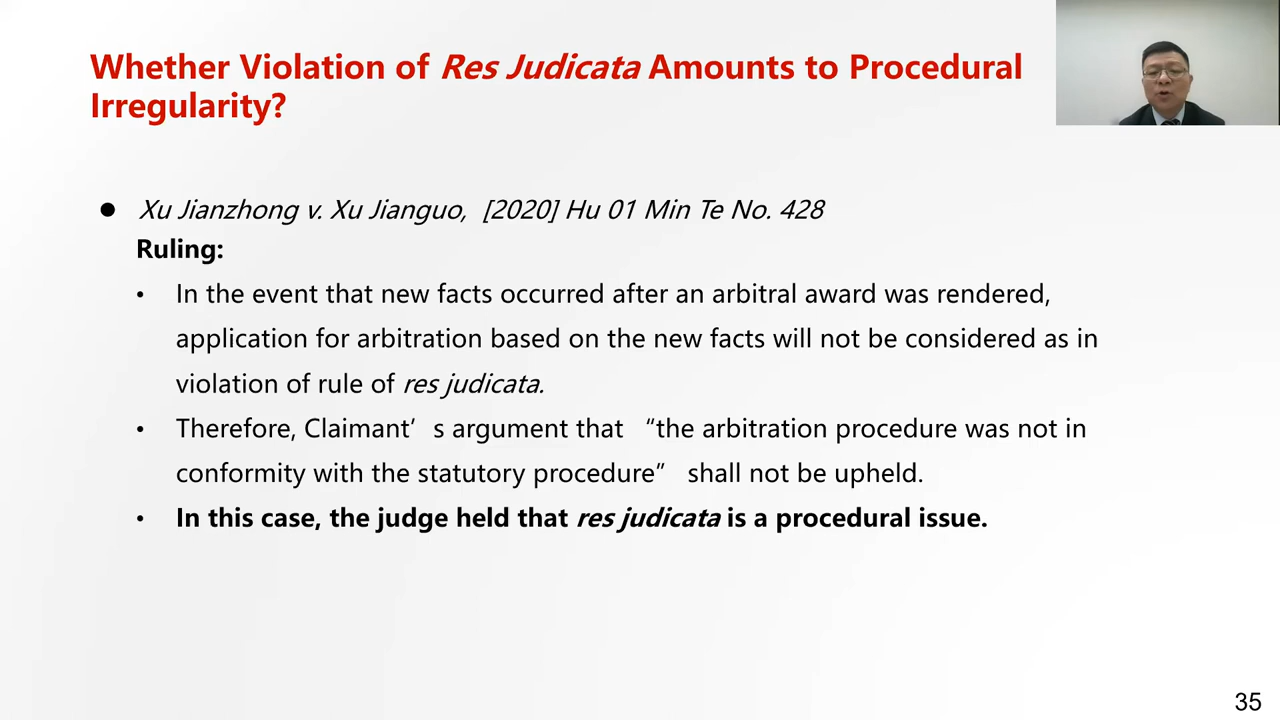 Whether Violation of Res Judicata Amounts to Procedural
Irregularity?
● Xu Jianzhong v. Xu Jianguo, [2020] Hu 01 Min Te No. 428
Ruling:
• In the event that new facts occurred after an arbitral award was rendered,
application for arbitration based on the new facts will not be considered as in
violation of rule of res judicata.
• Therefore, Claimant’s argument that “the arbitration procedure was not in
conformity with the statutory procedure” shall not be upheld.
• In this case, the judge held that res judicata is a procedural issue.
35